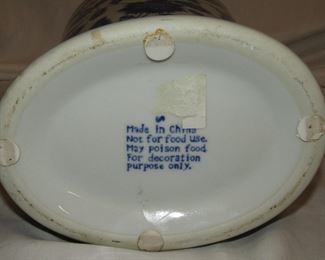 S
Made in China
Not for food use.
May poison food
For decoration
purpose only.